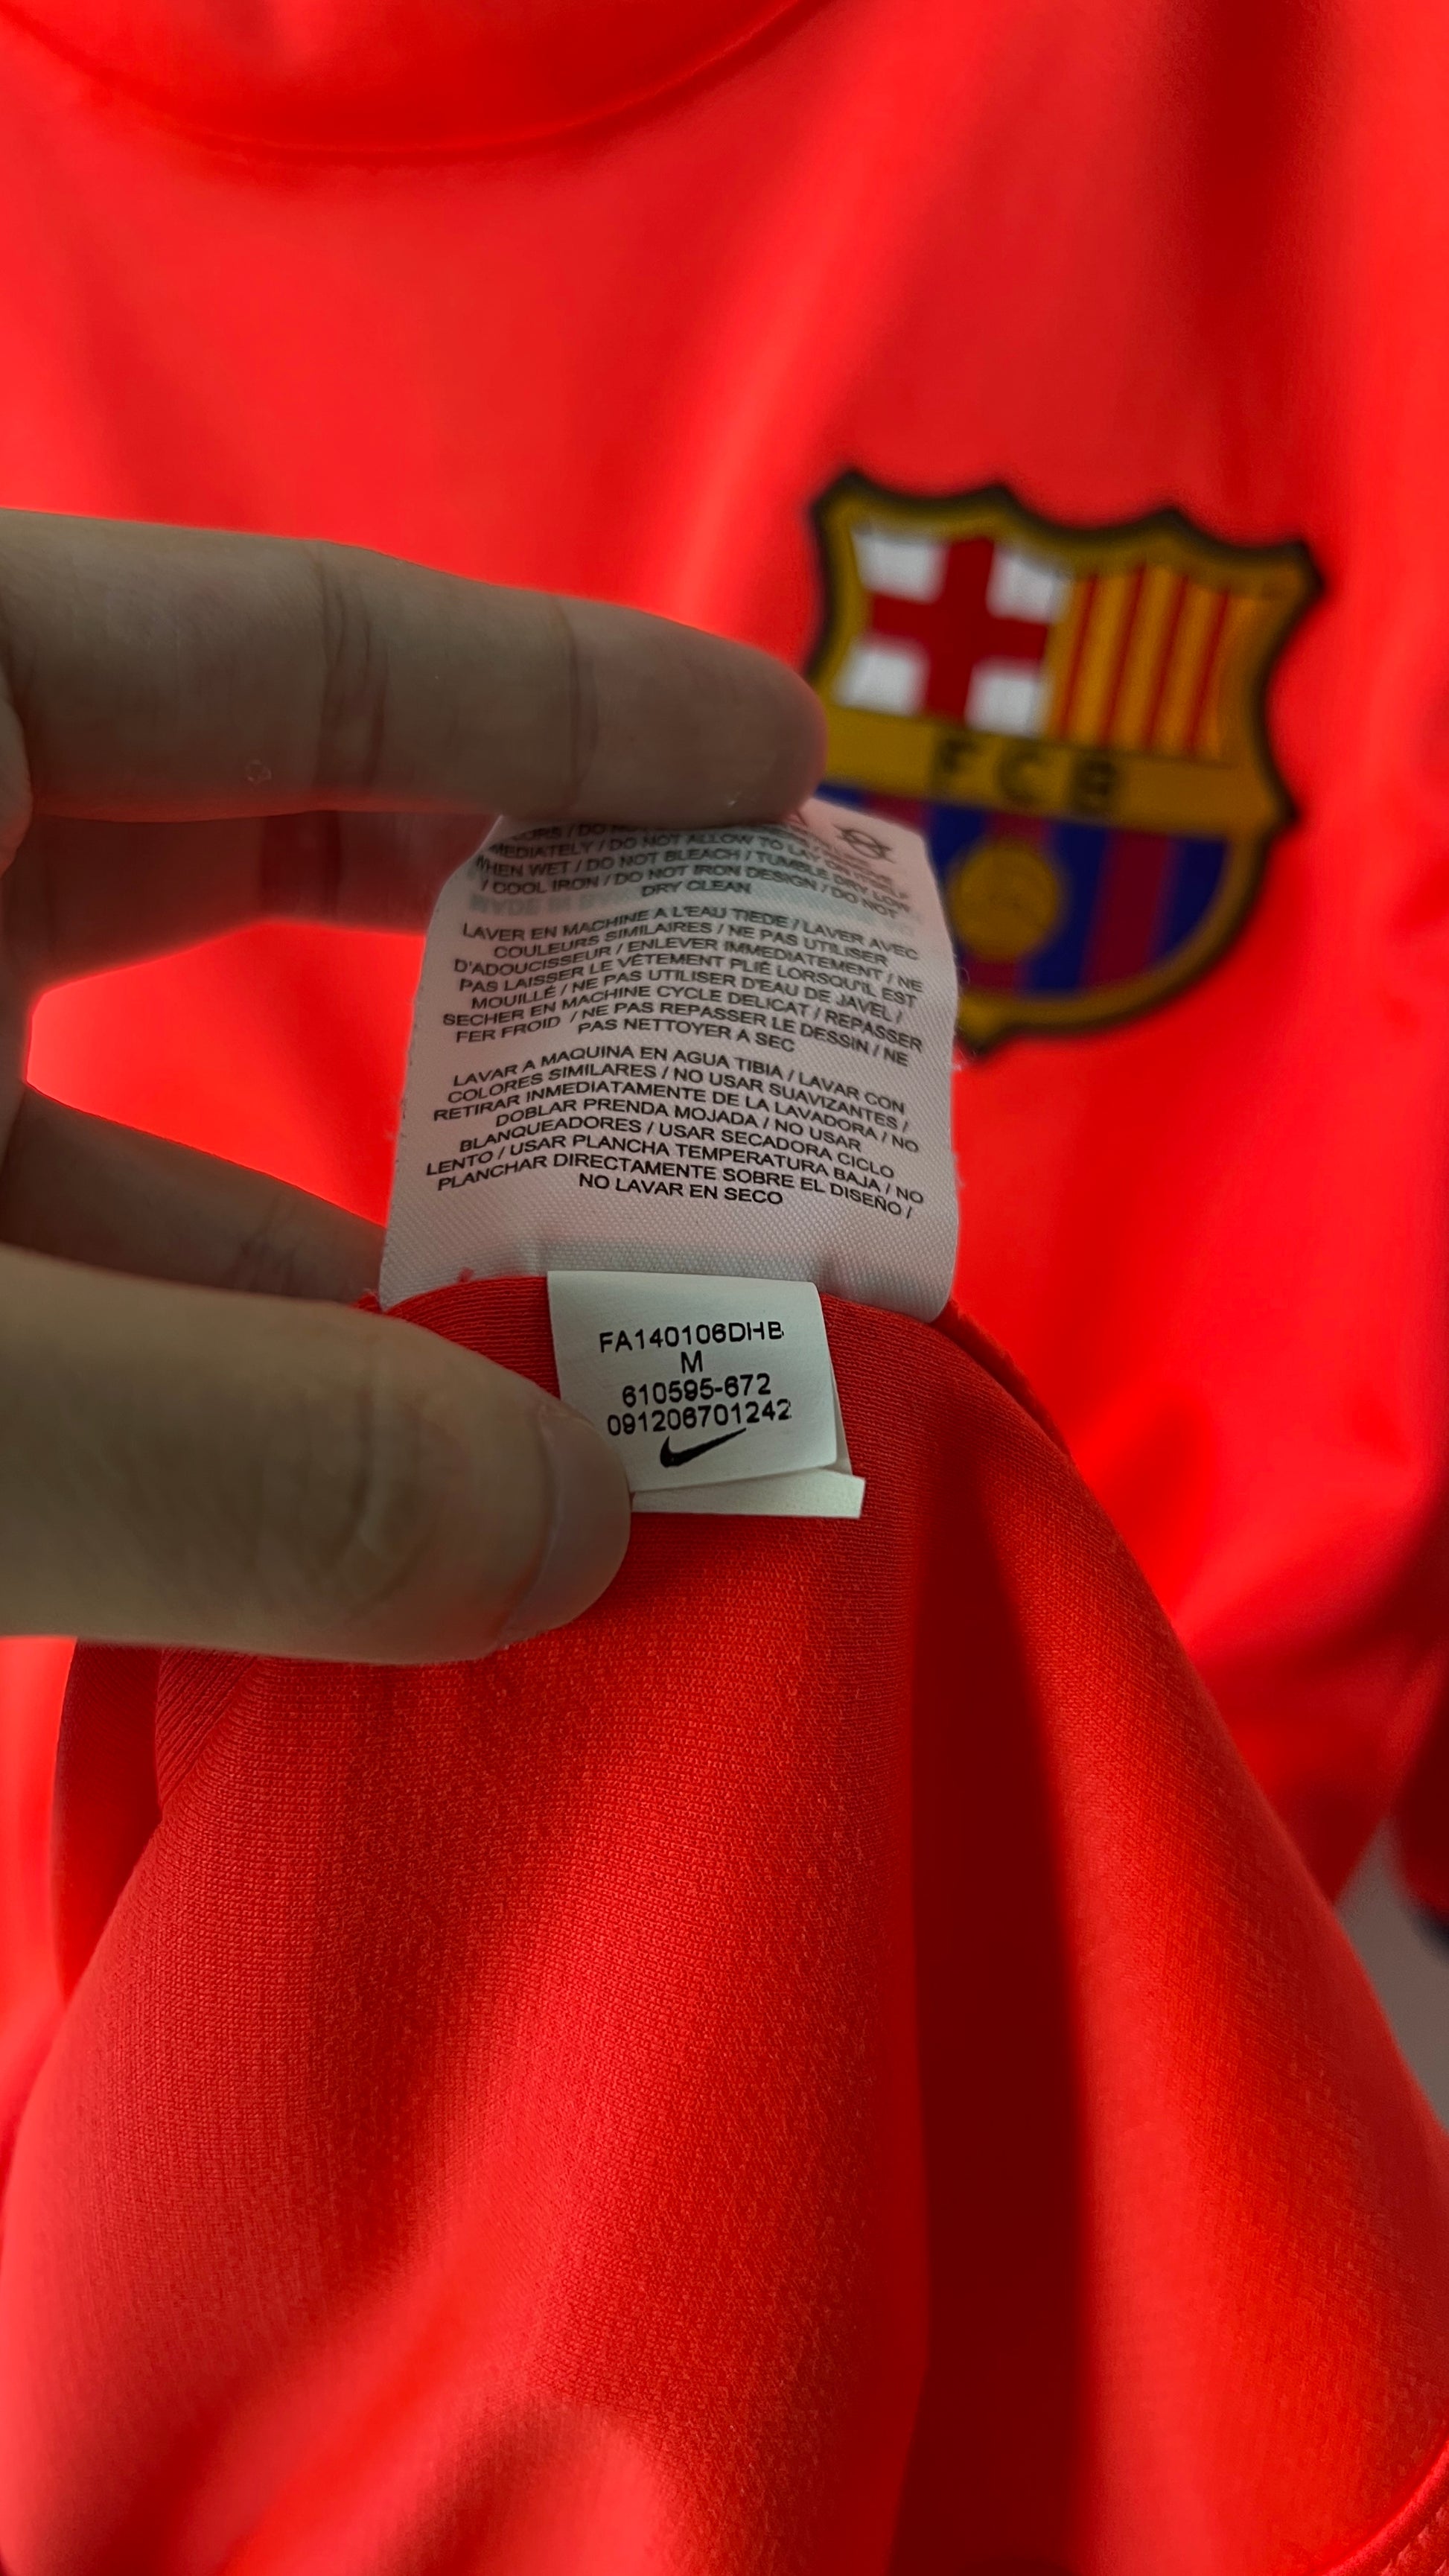 FCB
MEDIATELY / DO NOT ALLOW TO LAY ON ITSELF
WHEN WET / DO NOT BLEACH / TUMBLE DRY LOW
/ COOL IRON / DO NOT IRON DESIGN / DO NOT
DRY CLEAN
LAVER EN MACHINE A L'EAU TIEDE / LAVER AVEC
COULEURS SIMILAIRES / NE PAS UTILISER
D'ADOUCISSEUR / ENLEVER IMMEDIATEMENT / NE
PAS LAISSER LE VÊTEMENT PLIÉ LORSQU'IL EST
MOUILLÉ / NE PAS UTILISER D'EAU DE JAVEL /
SECHER EN MACHINE CYCLE DELICAT / REPASSER
FER FROID / NE PAS REPASSER LE DESSIN / NE
PAS NETTOYER A SEC
LAVAR A MAQUINA EN AGUA TIBIA / LAVAR CON
COLORES SIMILARES / NO USAR SUAVIZANTES /
RETIRAR INMEDIATAMENTE DE LA LAVADORA / NO
DOBLAR PRENDA MOJADA / NO USAR
BLANQUEADORES / USAR SECADORA CICLO
LENTO / USAR PLANCHA TEMPERATURA BAJA / NO
PLANCHAR DIRECTAMENTE SOBRE EL DISEÑO /
NO LAVAR EN SECO
FA140106DHB
M
610595-672
091206701242